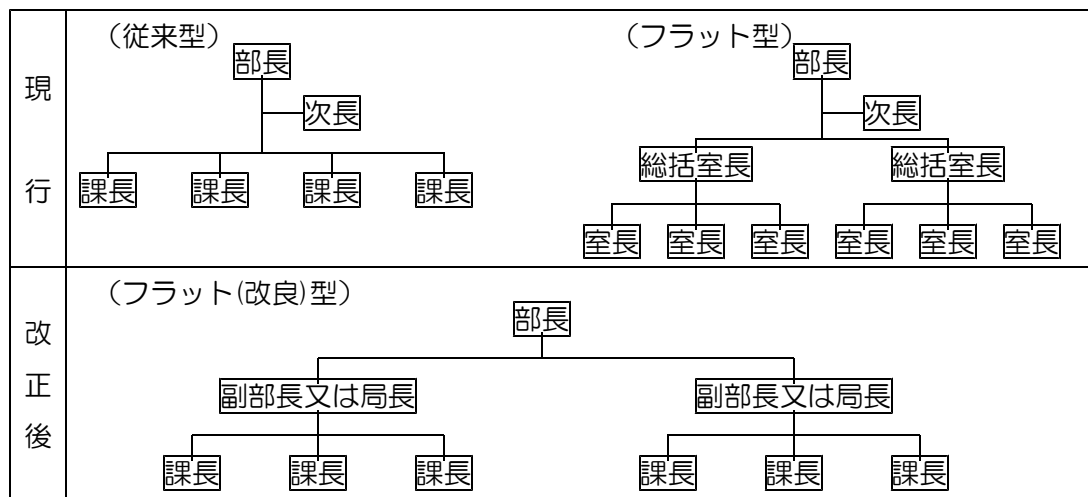 現行
（従来型）
部長
次長
課長 課長 課長 課長
（フラット型）
部長
次長
総括室長 総括室長
室長 室長 室長 室長 室長 室長
改正後
（フラット(改良)型）
部長
副部長又は局長 副部長又は局長
課長 課長 課長 課長 課長 課長